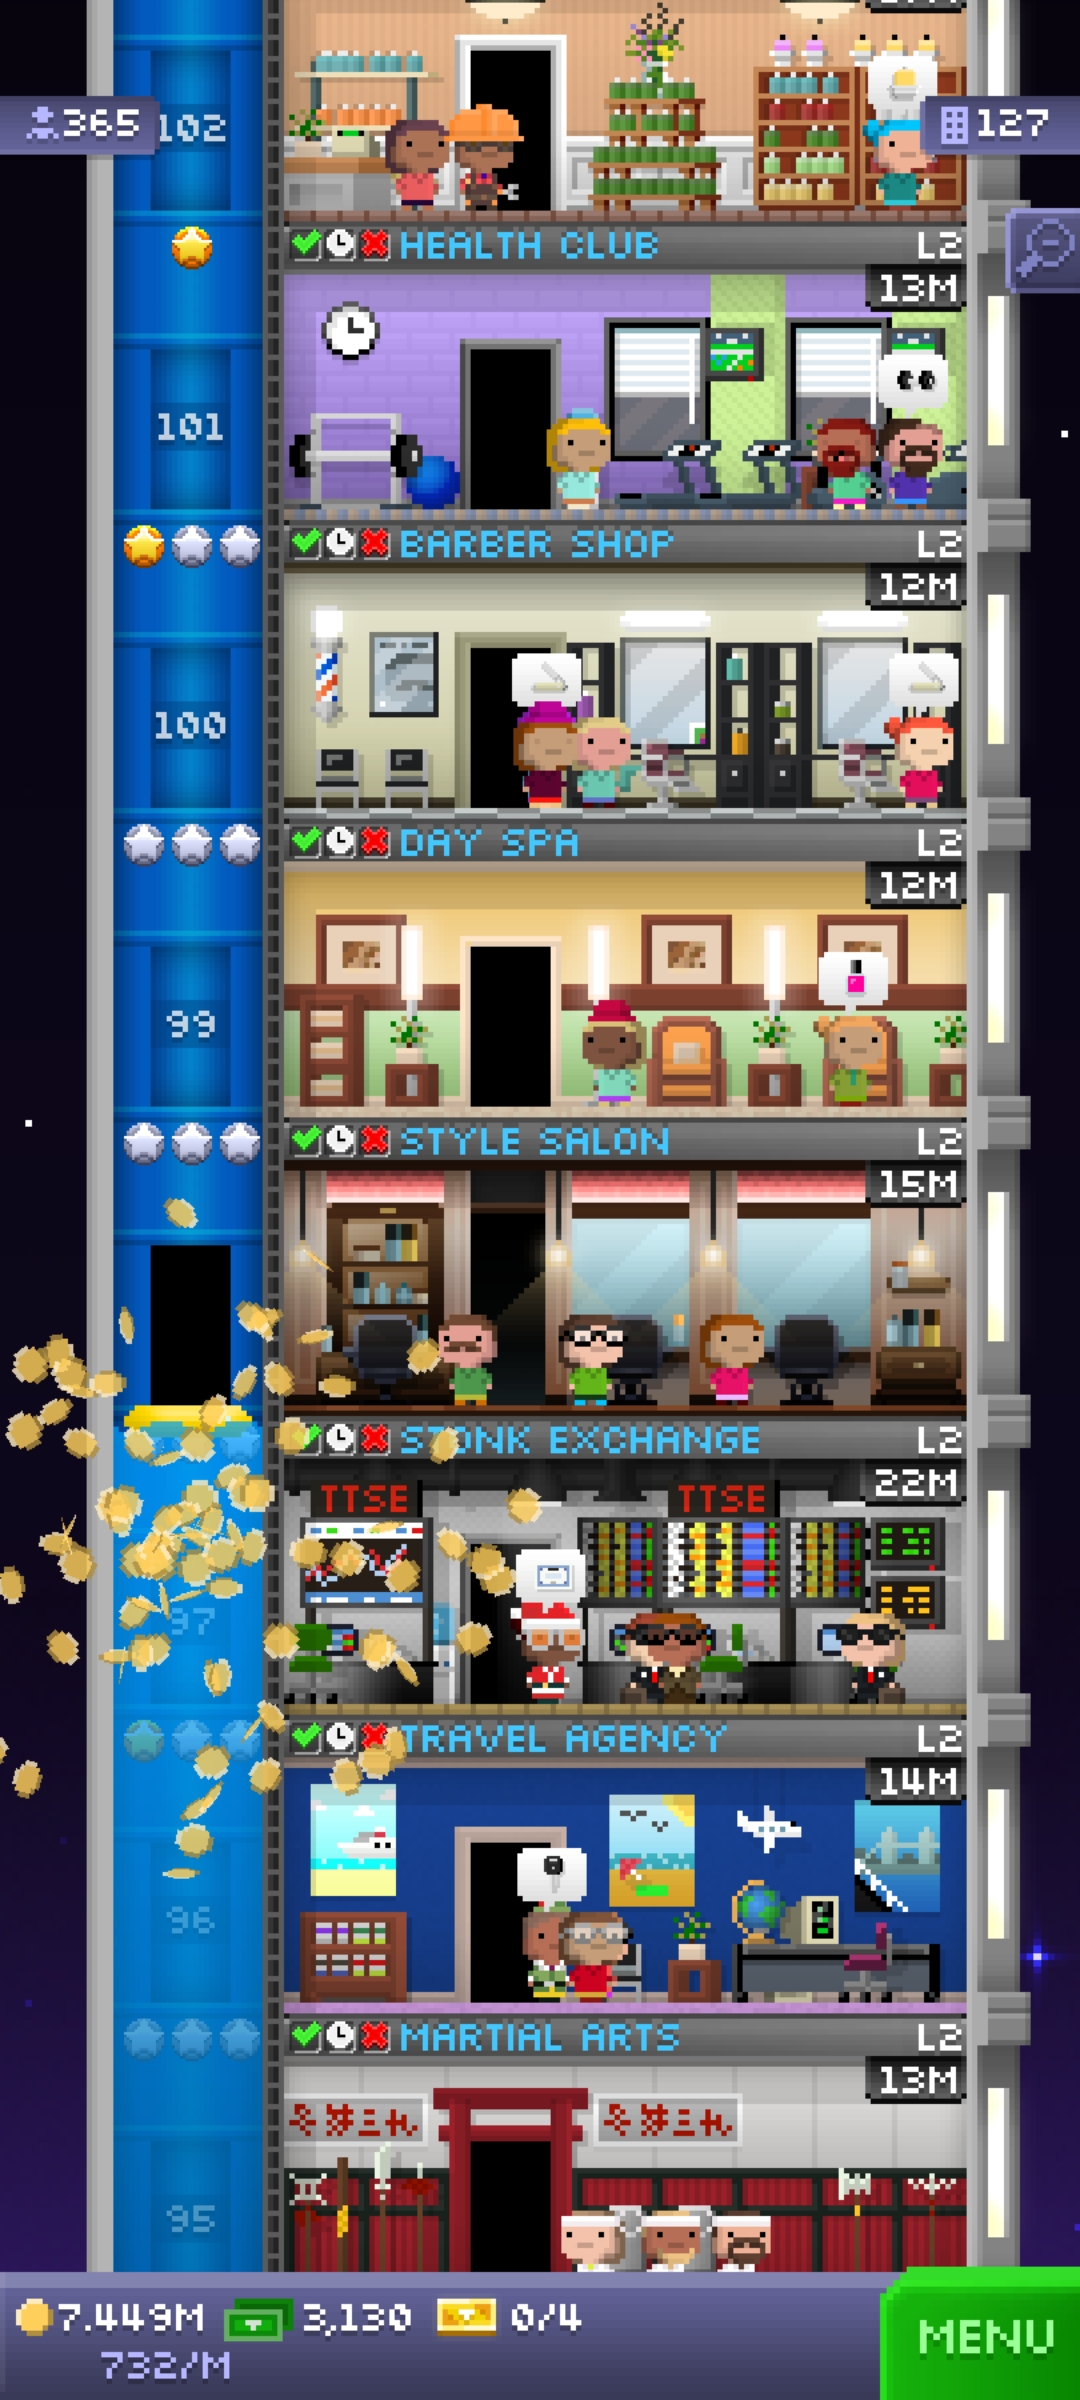 365
102
127
HEALTH CLUB
L2
13M
101
BARBER SHOP
L2
12M
100
DAY SPA
L2
12M
99
STYLE SALON
L2
15M
STONK EXCHANGE
L2
22M
TTSE
TTSE
97
TRAVEL AGENCY
L2
14M
96
MARTIAL ARTS
L2
13M
95
7.449M
3,130
0/4
MENU
732/M